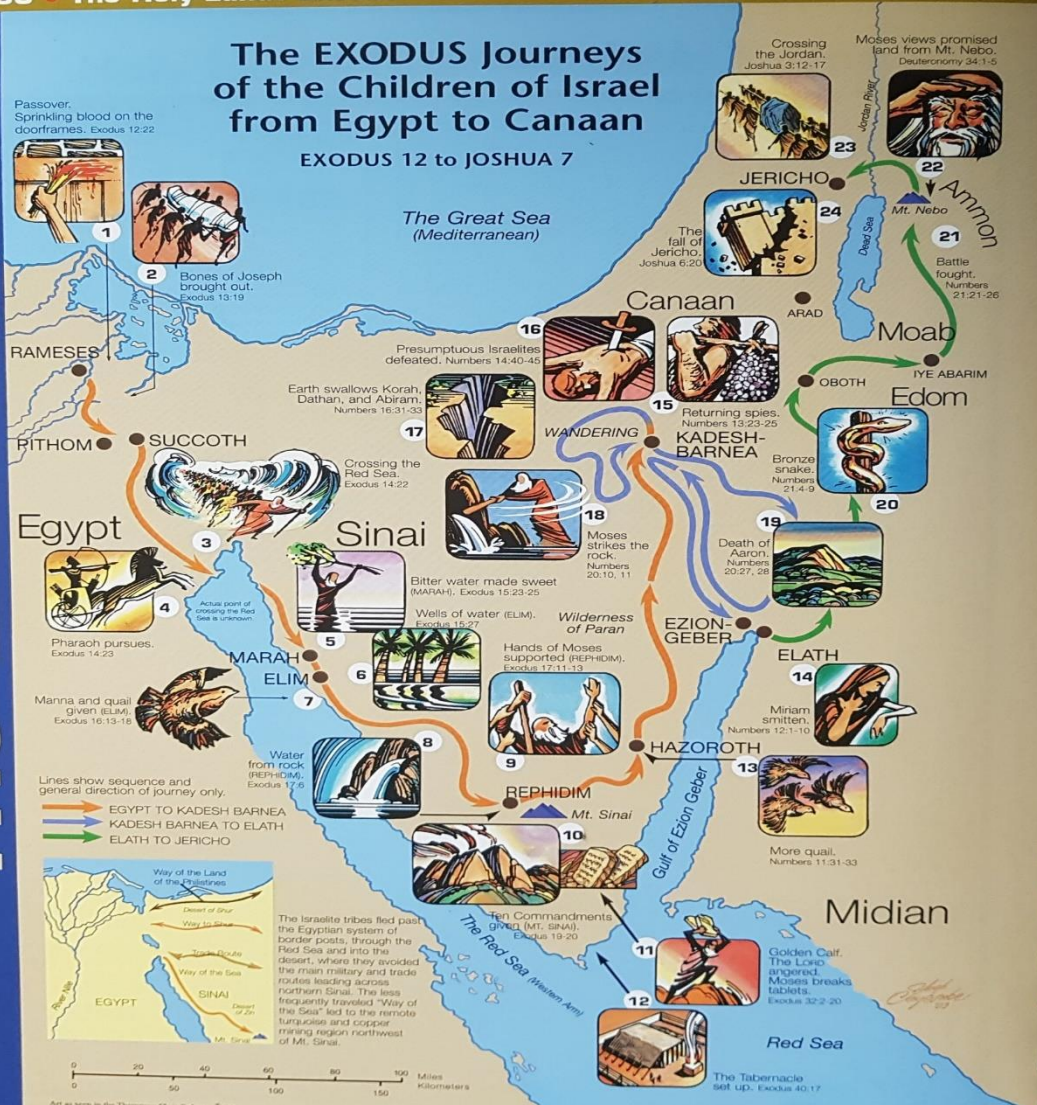 The EXODUS Journeys
of the Children of Israel
from Egypt to Canaan
EXODUS 12 to JOSHUA 7
Passover.
Sprinkling blood on the
doorframes. Exodus 12:22
1
2
Bones of Joseph
brought out.
Exodus 13:19
The Great Sea
(Mediterranean)
Crossing
the Jordan.
Joshua 3:12-17
Moses views promised
land from Mt. Nebo.
Deuteronomy 34:1-5
Jordan River
23
22
JERICHO
24
Mt. Nebo
Ammon
21
The
fall of
Jericho.
Joshua 6:20
Dead Sea
Battle
fought.
Numbers
21:21-26
Canaan
ARAD
Moab
16
Presumptuous Israelites
defeated. Numbers 14:40-45
RAMESES
IYE ABARIM
OBOTH
Edom
Earth swallows Korah,
Dathan, and Abiram.
Numbers 16:31-33
17
15
Returning spies.
Numbers 13:23-25
WANDERING
KADESH-
BARNEA
PITHOM
SUCCOTH
Bronze
snake.
Numbers
21:4-9
20
Crossing the
Red Sea.
Exodus 14:22
Egypt
3
Sinai
18
Moses
strikes the
rock.
Numbers
20:10, 11
19
Death of
Aaron.
Numbers
20:27, 28
4
Pharaoh pursues.
Exodus 14:23
Actual point of
crossing the Red
Sea is unknown.
Bitter water made sweet
(MARAH). Exodus 15:23-25
5
Wells of water (ELIM).
Exodus 15:27
Wilderness
of Paran
EZION-
GEBER
ELATH
MARAH
ELIM
6
7
Hands of Moses
supported (REPHIDIM).
Exodus 17:11-13
14
Miriam
smitten.
Numbers 12:1-10
Manna and quail
given (ELIM).
Exodus 16:13-18
8
9
HAZOROTH
13
Water
from rock
(REPHIDIM).
Exodus 17:6
REPHIDIM
Mt. Sinai
10
Gulf of Ezion Geber
More quail.
Numbers 11:31-33
Lines show sequence and
general direction of journey only.
EGYPT TO KADESH BARNEA
KADESH BARNEA TO ELATH
ELATH TO JERICHO
Ten Commandments
given (MT. SINAI).
Exodus 19-20
Midian
11
Golden Calf.
The LORD
angered.
Moses breaks
tablets.
Exodus 32:2-20
12
The Red Sea (Western Arm)
Red Sea
The Tabernacle
set up. Exodus 40:17
Way of the Land
of the Philistines
Desert of Shur
Way to Shur
Trade Route
Way of the Sea
River Nile
EGYPT
SINAI
Desert
of Zin
Mt. Sinai
The Israelite tribes fled past
the Egyptian system of
border posts, through the
Red Sea and into the
desert, where they avoided
the main military and trade
routes leading across
northern Sinai. The less
frequently traveled "Way of
the Sea" led to the remote
turquoise and copper
mining region northwest
of Mt. Sinai.
0 20 40 60 80 100 Miles
0 50 100 150 Kilometers